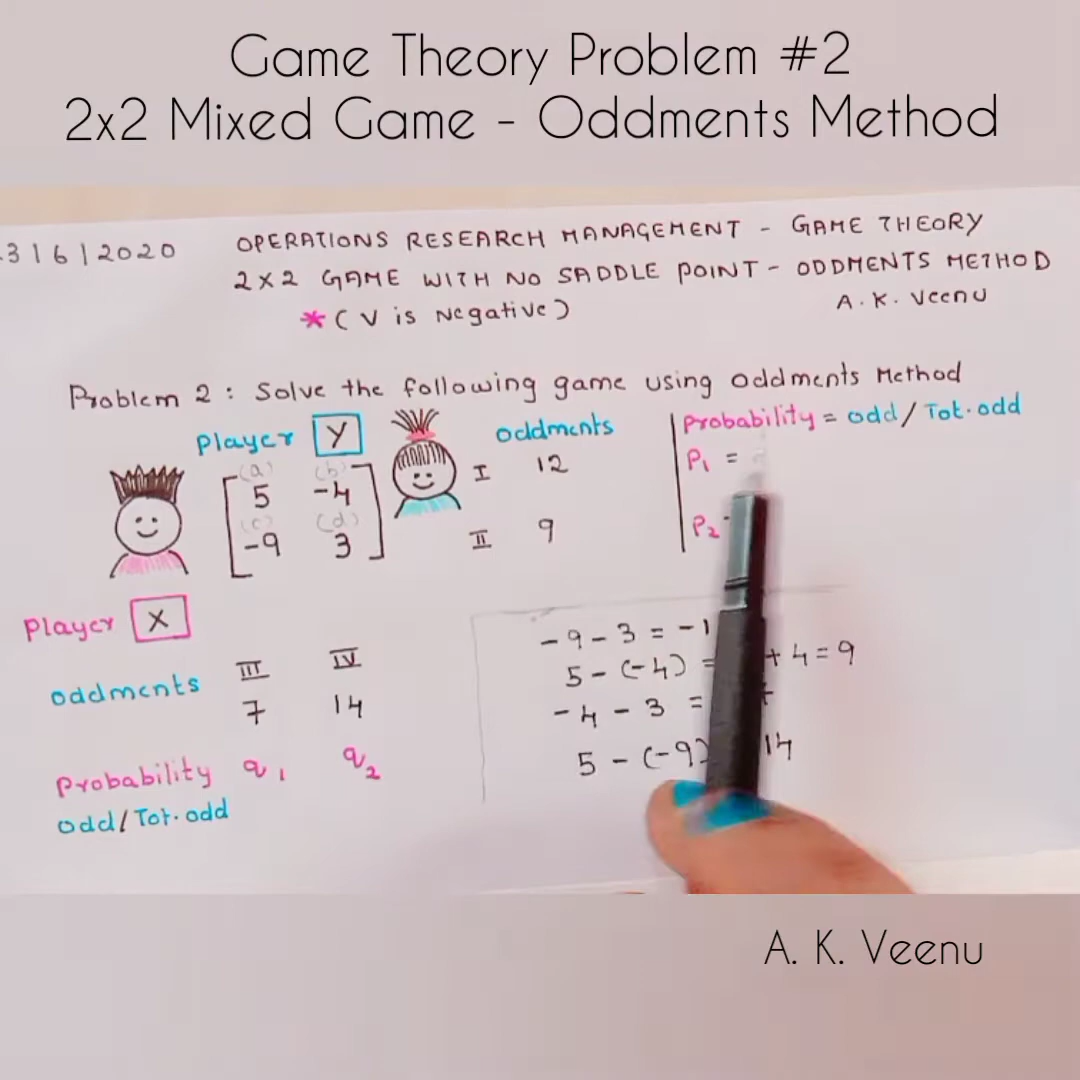 Game Theory Problem #2
2x2 Mixed Game - Oddments Method
3|6|2020
OPERATIONS RESEARCH MANAGEMENT - GAME THEORY
2X2 GAME WITH NO SADDLE POINT - ODDMENTS METHOD
* (V is Negative)
A. K. Veenu
Problem 2 : Solve the following game using Oddments Method
Player Y
oddments
Probability = odd / Tot. odd
(a) (b)
5 -4
I 12
P1 =
(c) (d)
-9 3
II 9
P2
Player X
III IV
oddments 7 14
Probability q1 q2
odd / Tot. odd
-9 - 3 = -1
5 - (-4) = + 4 = 9
-4 - 3 =
5 - (-9) 14
A. K. Veenu